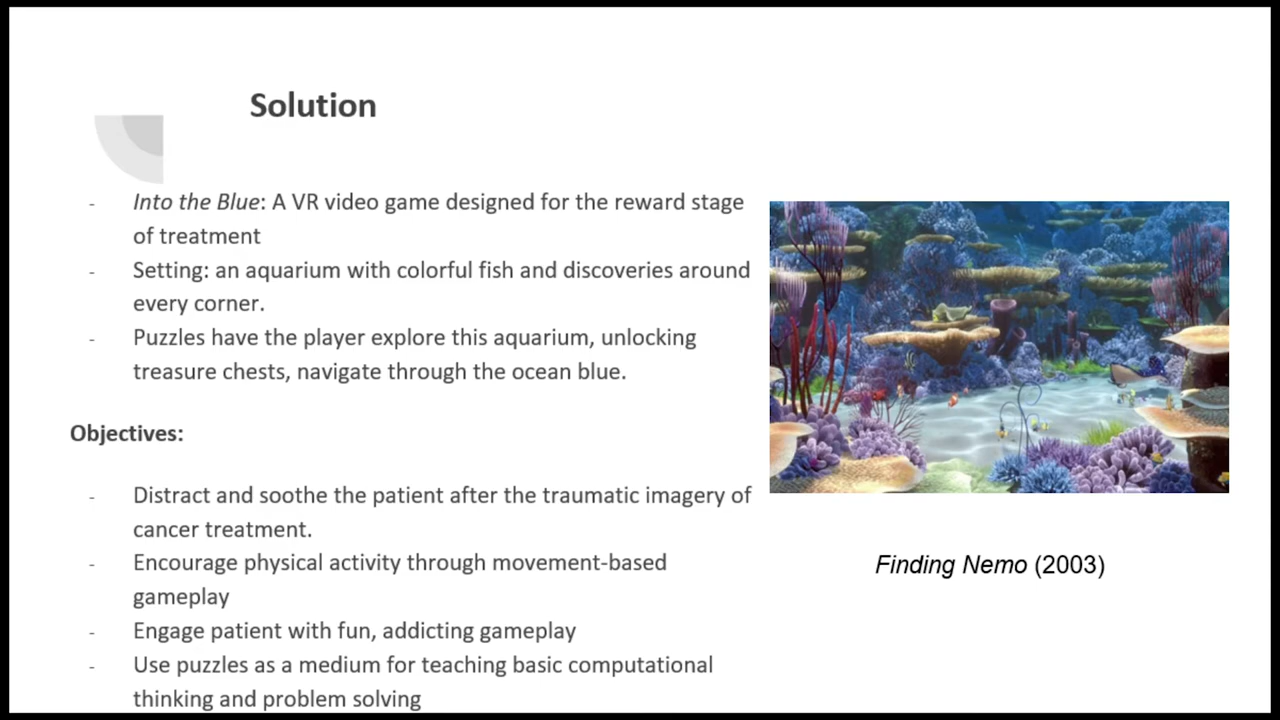 Solution
- Into the Blue: A VR video game designed for the reward stage
of treatment
- Setting: an aquarium with colorful fish and discoveries around
every corner.
- Puzzles have the player explore this aquarium, unlocking
treasure chests, navigate through the ocean blue.
Objectives:
- Distract and soothe the patient after the traumatic imagery of
cancer treatment.
- Encourage physical activity through movement-based
gameplay
- Engage patient with fun, addicting gameplay
- Use puzzles as a medium for teaching basic computational
thinking and problem solving
Finding Nemo (2003)